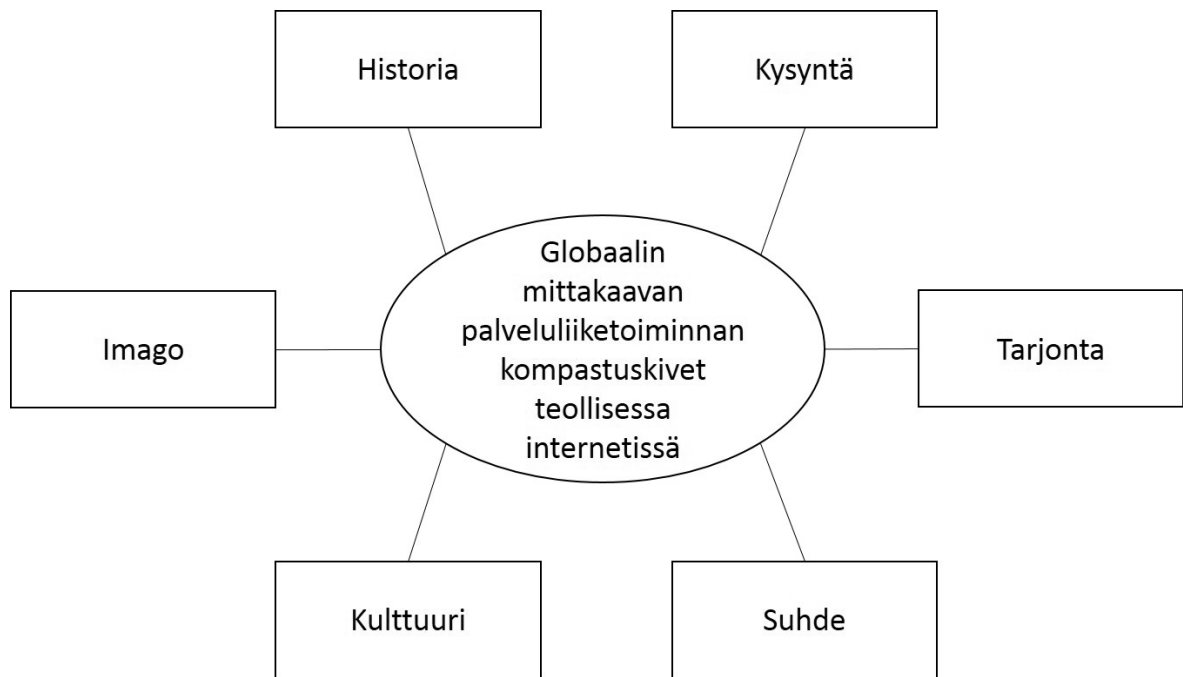 Historia
Kysyntä
Globaalin
mittakaavan
palveluliiketoiminnan
kompastuskivet
teollisessa
internetissä
Imago
Tarjonta
Kulttuuri
Suhde